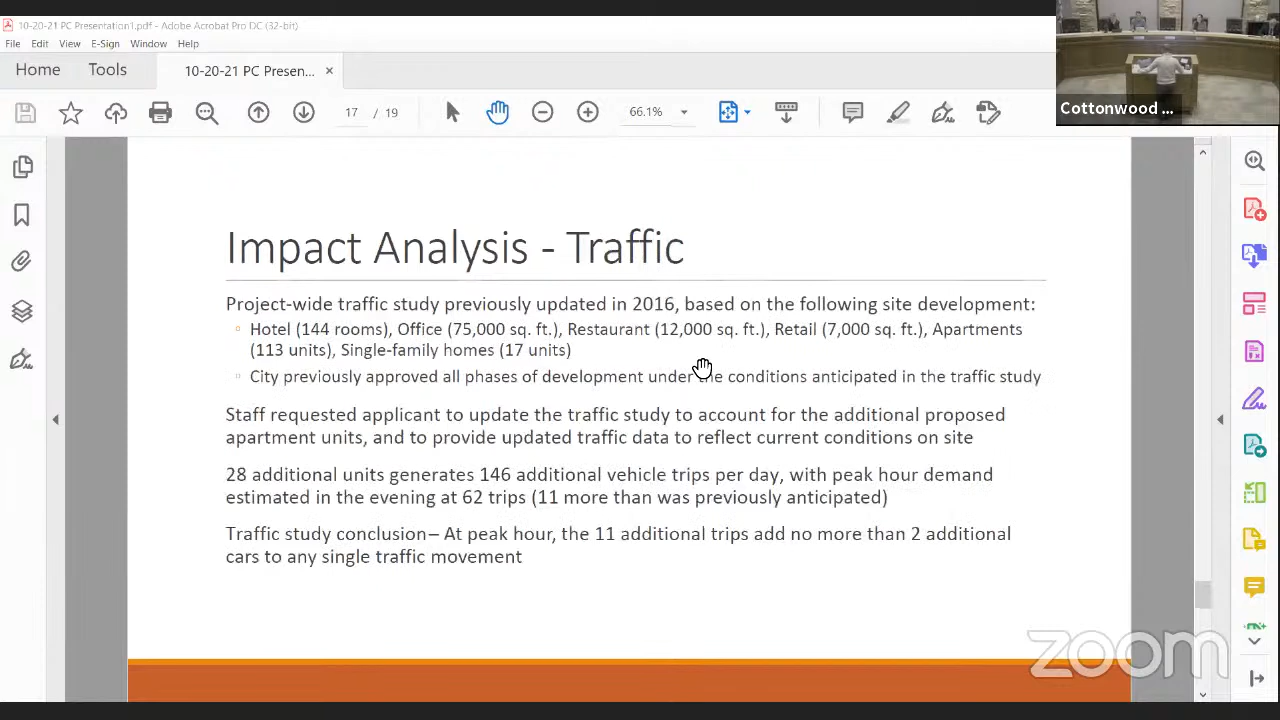 10-20-21 PC Presentation1.pdf - Adobe Acrobat Pro DC (32-bit)
File Edit View E-Sign Window Help
Home Tools 10-20-21 PC Presen... ×
17 / 19 66.1%
Cottonwood ...
Impact Analysis - Traffic
Project-wide traffic study previously updated in 2016, based on the following site development:
Hotel (144 rooms), Office (75,000 sq. ft.), Restaurant (12,000 sq. ft.), Retail (7,000 sq. ft.), Apartments
(113 units), Single-family homes (17 units)
City previously approved all phases of development under the conditions anticipated in the traffic study
Staff requested applicant to update the traffic study to account for the additional proposed
apartment units, and to provide updated traffic data to reflect current conditions on site
28 additional units generates 146 additional vehicle trips per day, with peak hour demand
estimated in the evening at 62 trips (11 more than was previously anticipated)
Traffic study conclusion – At peak hour, the 11 additional trips add no more than 2 additional
cars to any single traffic movement
zoom